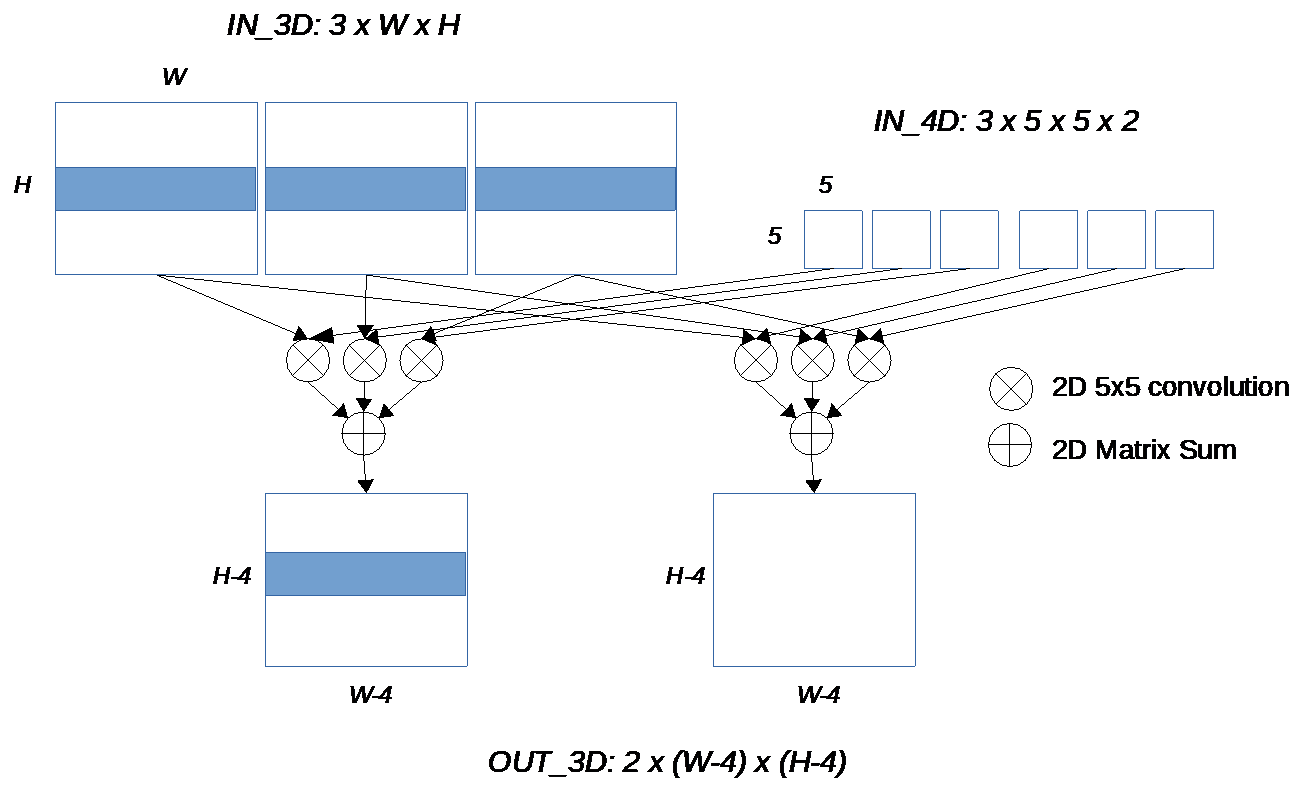 IN_3D: 3 x W x H
W
IN_4D: 3 x 5 x 5 x 2
H
5
5
2D 5x5 convolution
2D Matrix Sum
H-4
H-4
W-4
W-4
OUT_3D: 2 x (W-4) x (H-4)